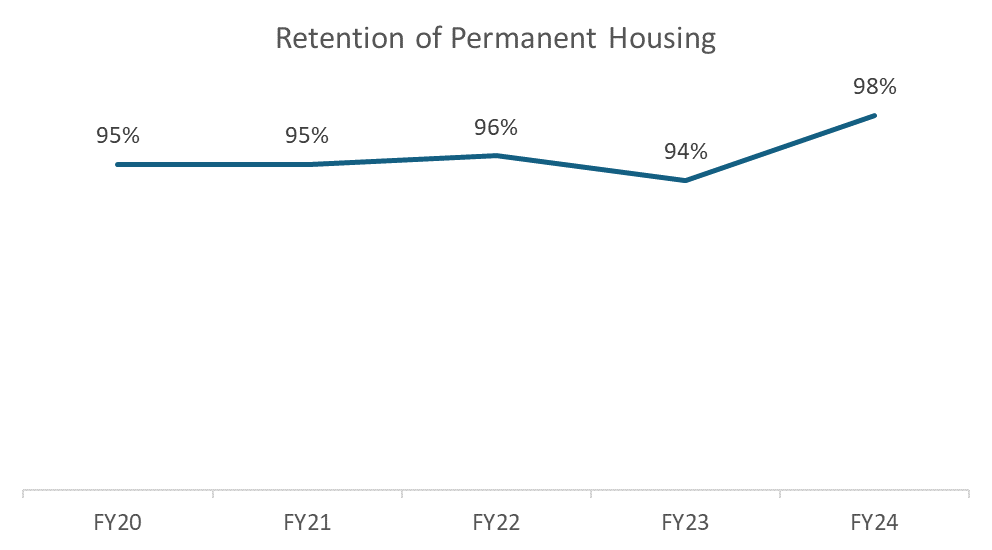 Retention of Permanent Housing
95%
95%
96%
94%
98%
FY20
FY21
FY22
FY23
FY24